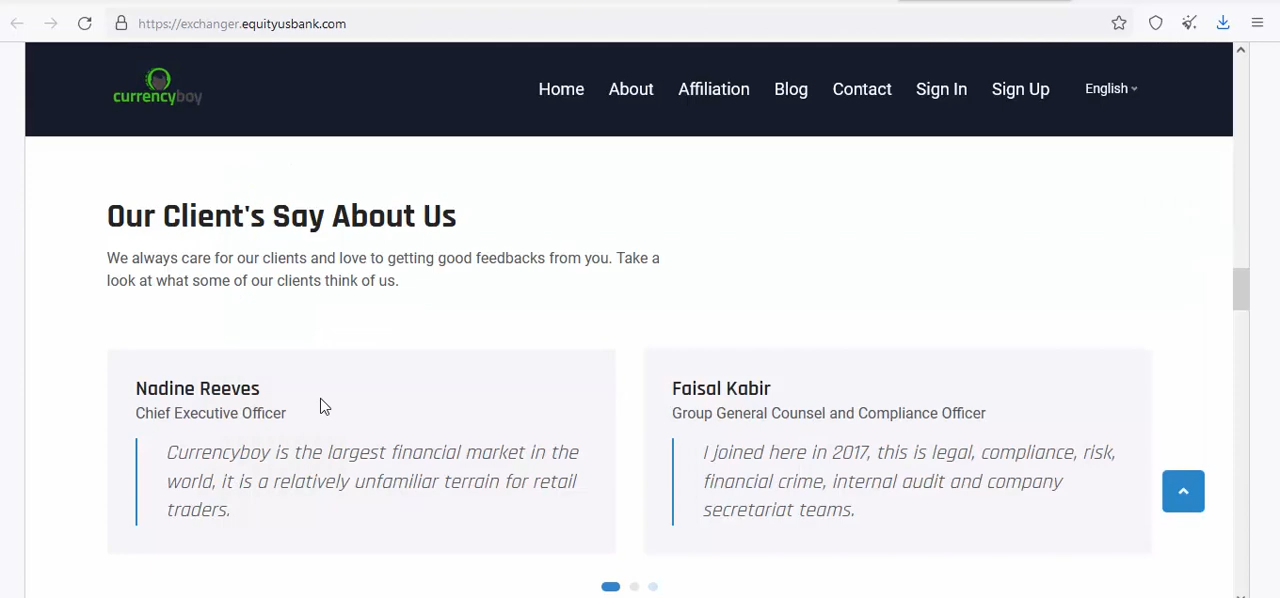 https://exchanger.equityusbank.com
currencyboy
Home About Affiliation Blog Contact Sign In Sign Up English
Our Client's Say About Us
We always care for our clients and love to getting good feedbacks from you. Take a
look at what some of our clients think of us.
Nadine Reeves
Chief Executive Officer
Currencyboy is the largest financial market in the
world, it is a relatively unfamiliar terrain for retail
traders.
Faisal Kabir
Group General Counsel and Compliance Officer
I joined here in 2017, this is legal, compliance, risk,
financial crime, internal audit and company
secretariat teams.